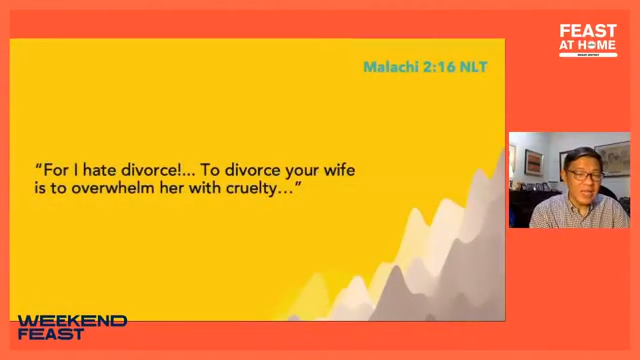 FEAST
AT HOME
Malachi 2:16 NLT
“For I hate divorce!... To divorce your wife
is to overwhelm her with cruelty…”
WEEKEND
FEAST